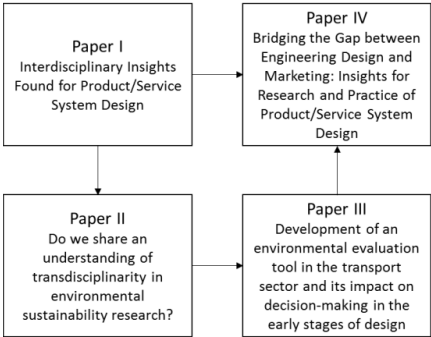 Paper I
Interdisciplinary Insights
Found for Product/Service
System Design
Paper IV
Bridging the Gap between
Engineering Design and
Marketing: Insights for
Research and Practice of
Product/Service System
Design
Paper II
Do we share an
understanding of
transdisciplinarity in
environmental
sustainability research?
Paper III
Development of an
environmental evaluation
tool in the transport
sector and its impact on
decision-making in the
early stages of design